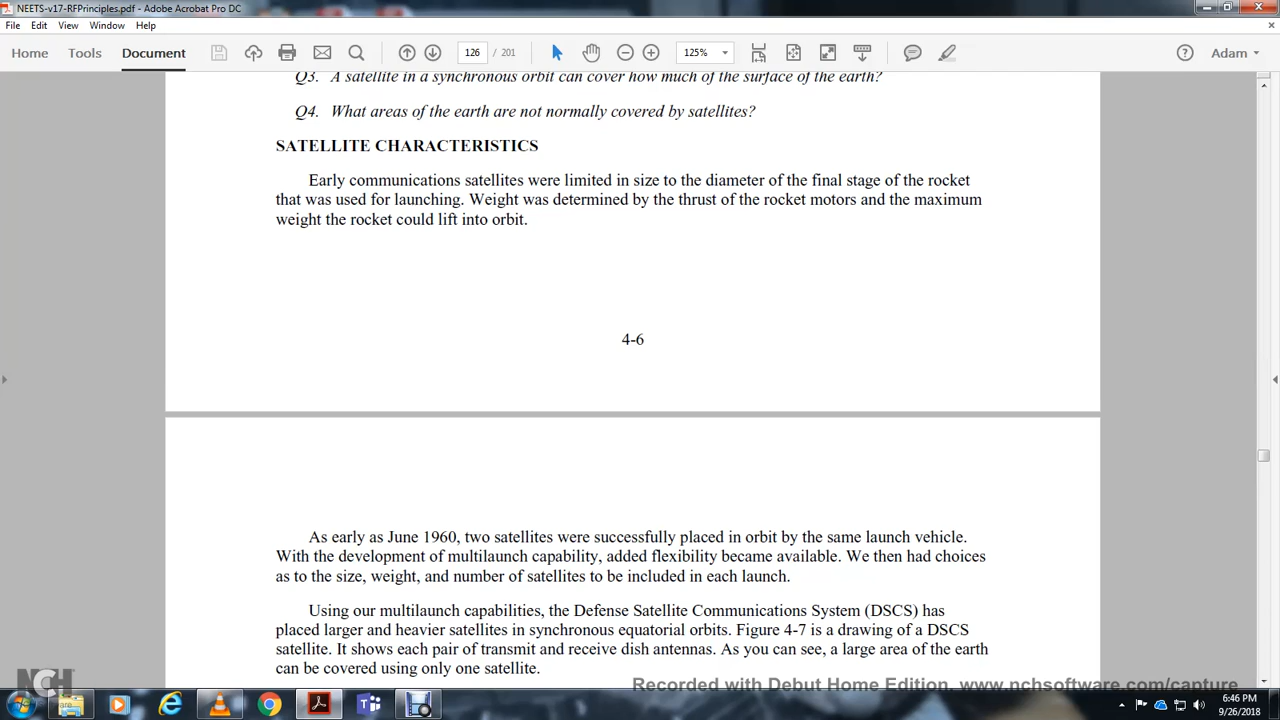 NEETS-v17-RFPrinciples.pdf - Adobe Acrobat Pro DC
File Edit View Window Help
Home Tools Document 126 / 201 125% Adam
Q3. A satellite in a synchronous orbit can cover how much of the surface of the earth?
Q4. What areas of the earth are not normally covered by satellites?
SATELLITE CHARACTERISTICS
Early communications satellites were limited in size to the diameter of the final stage of the rocket
that was used for launching. Weight was determined by the thrust of the rocket motors and the maximum
weight the rocket could lift into orbit.
4-6
As early as June 1960, two satellites were successfully placed in orbit by the same launch vehicle.
With the development of multilaunch capability, added flexibility became available. We then had choices
as to the size, weight, and number of satellites to be included in each launch.
Using our multilaunch capabilities, the Defense Satellite Communications System (DSCS) has
placed larger and heavier satellites in synchronous equatorial orbits. Figure 4-7 is a drawing of a DSCS
satellite. It shows each pair of transmit and receive dish antennas. As you can see, a large area of the earth
can be covered using only one satellite.
NCH
Recorded with Debut Home Edition. www.nchsoftware.com/capture
6:46 PM
9/26/2018